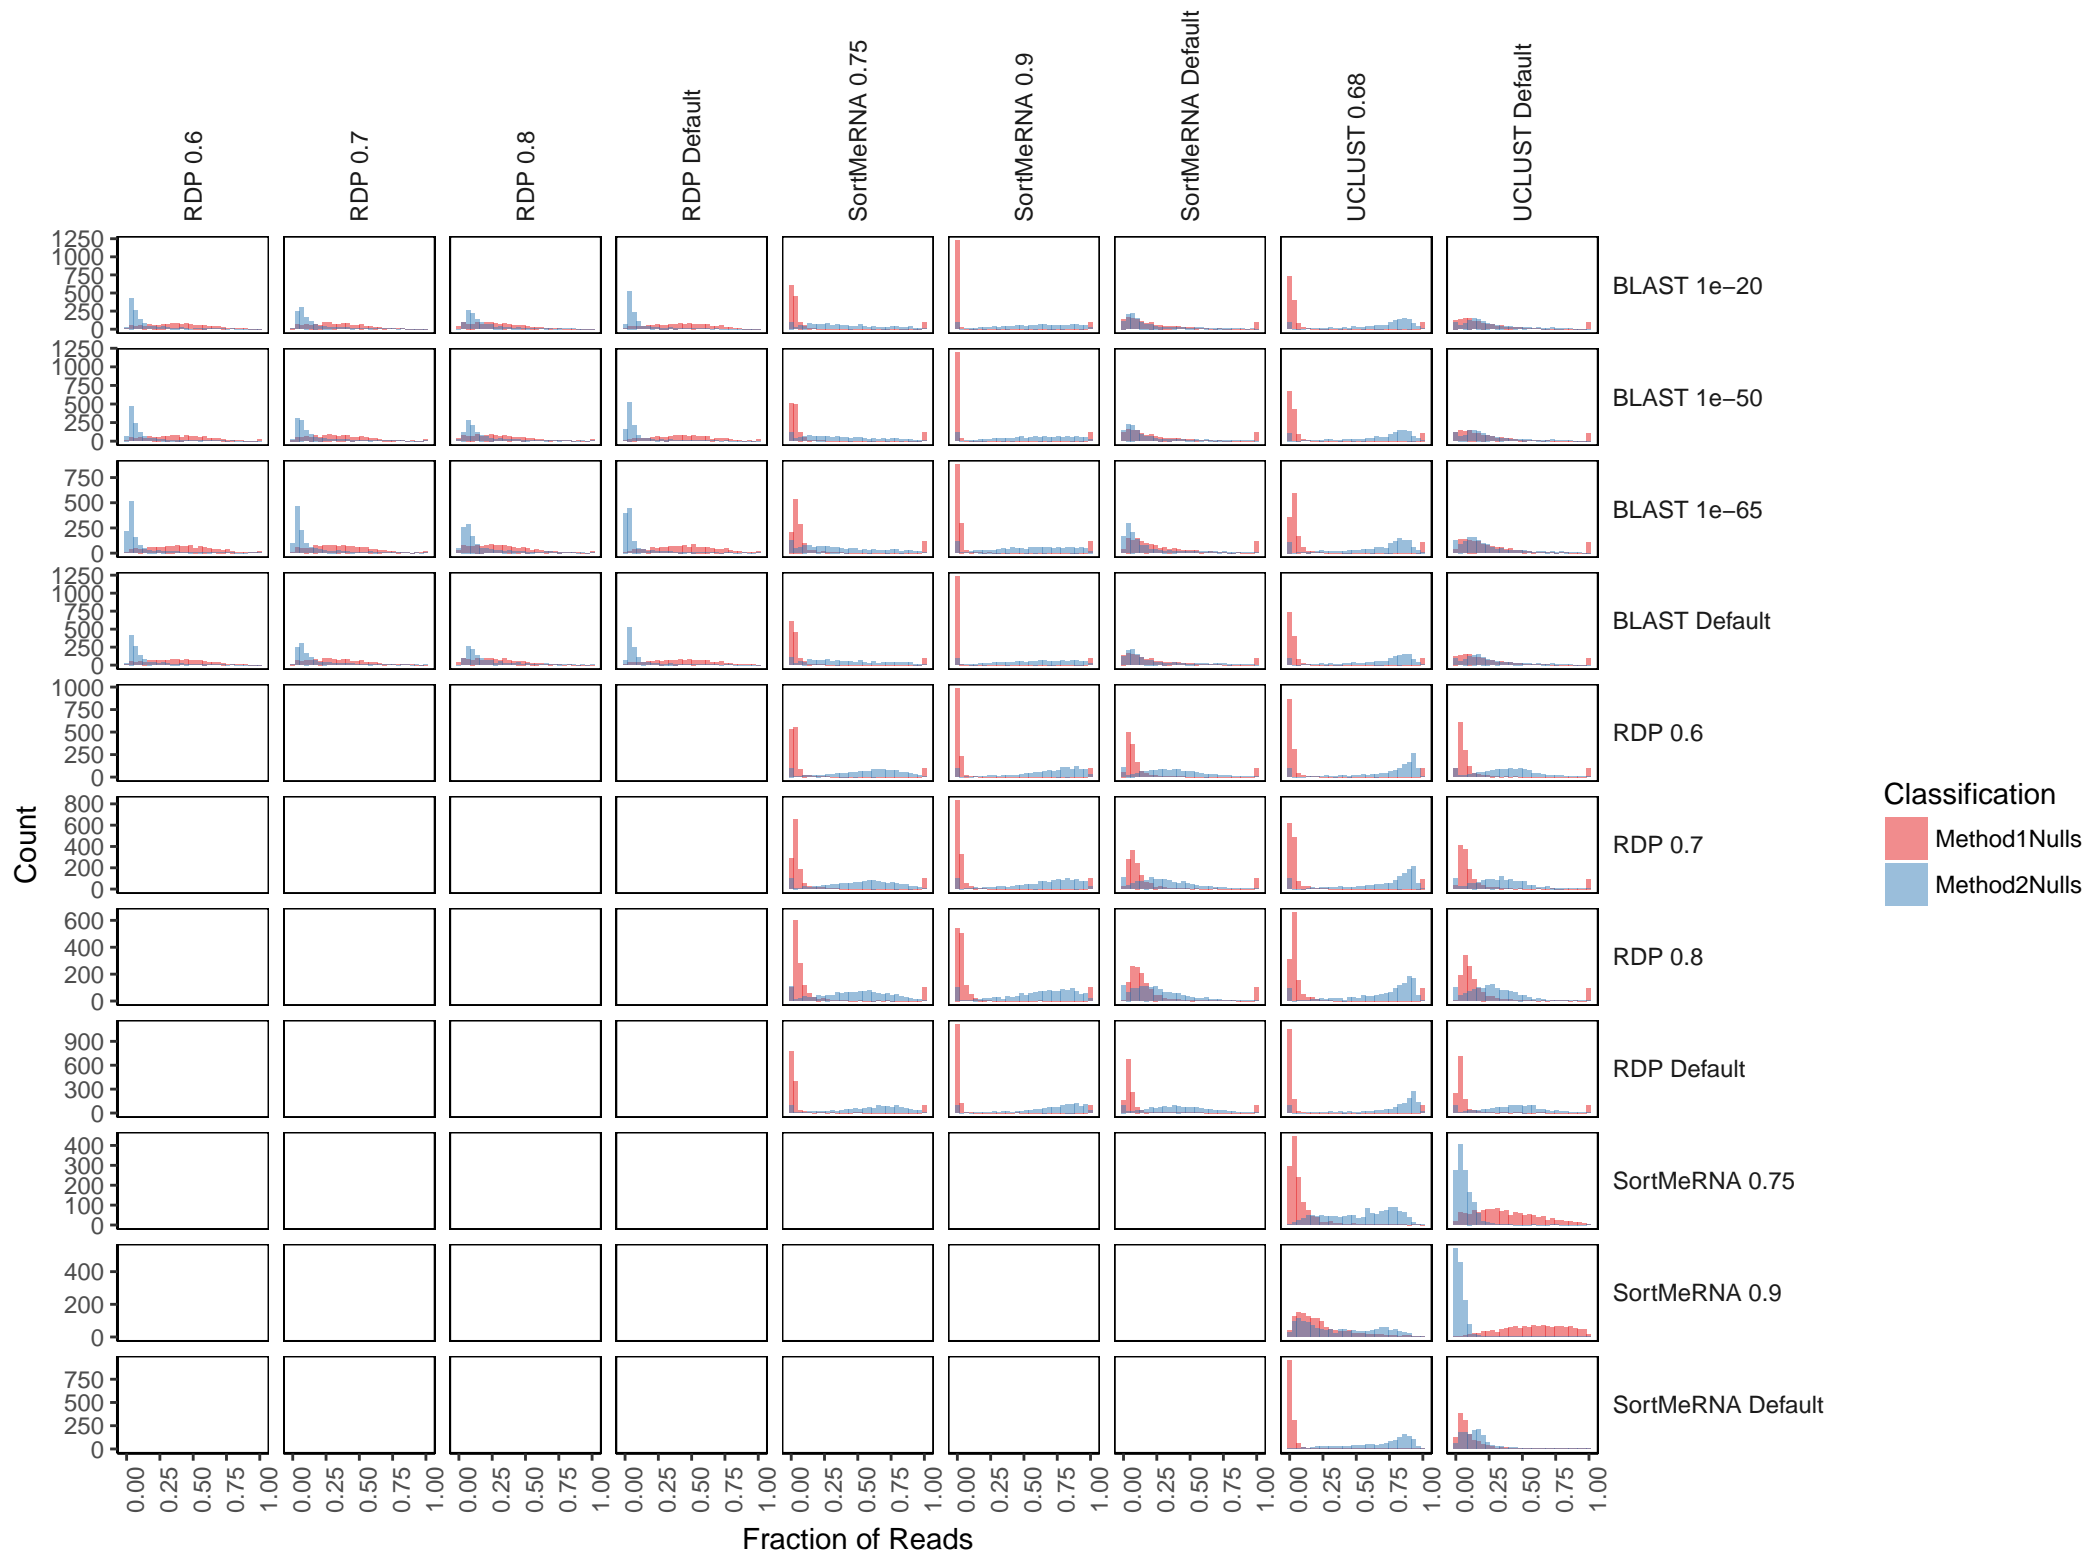 RDP 0.6
RDP 0.7
RDP 0.8
RDP Default
SortMeRNA 0.75
SortMeRNA 0.9
SortMeRNA Default
UCLUST 0.68
UCLUST Default
1250
1000
750
500
250
0
BLAST 1e−20
1250
1000
750
500
250
0
BLAST 1e−50
750
500
250
0
BLAST 1e−65
1250
1000
750
500
250
0
BLAST Default
1000
750
500
250
0
RDP 0.6
800
600
400
200
0
RDP 0.7
600
400
200
0
RDP 0.8
900
600
300
0
RDP Default
400
300
200
100
0
SortMeRNA 0.75
400
200
0
SortMeRNA 0.9
750
500
250
0
SortMeRNA Default
0.00 0.25 0.50 0.75 1.00
0.00 0.25 0.50 0.75 1.00
0.00 0.25 0.50 0.75 1.00
0.00 0.25 0.50 0.75 1.00
0.00 0.25 0.50 0.75 1.00
0.00 0.25 0.50 0.75 1.00
0.00 0.25 0.50 0.75 1.00
0.00 0.25 0.50 0.75 1.00
0.00 0.25 0.50 0.75 1.00
Fraction of Reads
Count
Classification
Method1Nulls
Method2Nulls